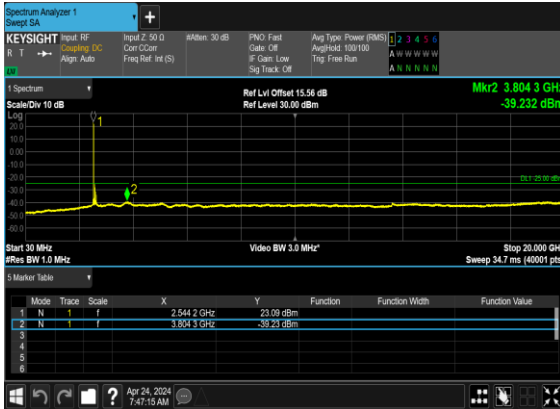 Spectrum Analyzer 1
Swept SA
+
KEYSIGHT
R T
LV
Input: RF
Coupling: DC
Align: Auto
Input Z: 50 Ω
Corr CCorr
Freq Ref: Int (S)
#Atten: 30 dB
PNO: Fast
Gate: Off
IF Gain: Low
Sig Track: Off
Avg Type: Power (RMS)
Avg|Hold: 100/100
Trig: Free Run
1 2 3 4 5 6
A W W W W W
A N N N N N
1 Spectrum
Scale/Div 10 dB
Ref Lvl Offset 15.56 dB
Ref Level 30.00 dBm
Mkr2 3.804 3 GHz
-39.232 dBm
Log
20.0
10.0
0.00
-10.0
-20.0
-30.0
-40.0
-50.0
-60.0
1
2
DL1 -25.00 dBm
Start 30 MHz
#Res BW 1.0 MHz
Video BW 3.0 MHz*
Stop 20.000 GH
Sweep 34.7 ms (40001 pts
5 Marker Table
Mode Trace Scale X Y Function Function Width Function Value
1 N 1 f 2.544 2 GHz 23.09 dBm
2 N 1 f 3.804 3 GHz -39.23 dBm
3
4
5
6
?
Apr 24, 2024
7:47:15 AM